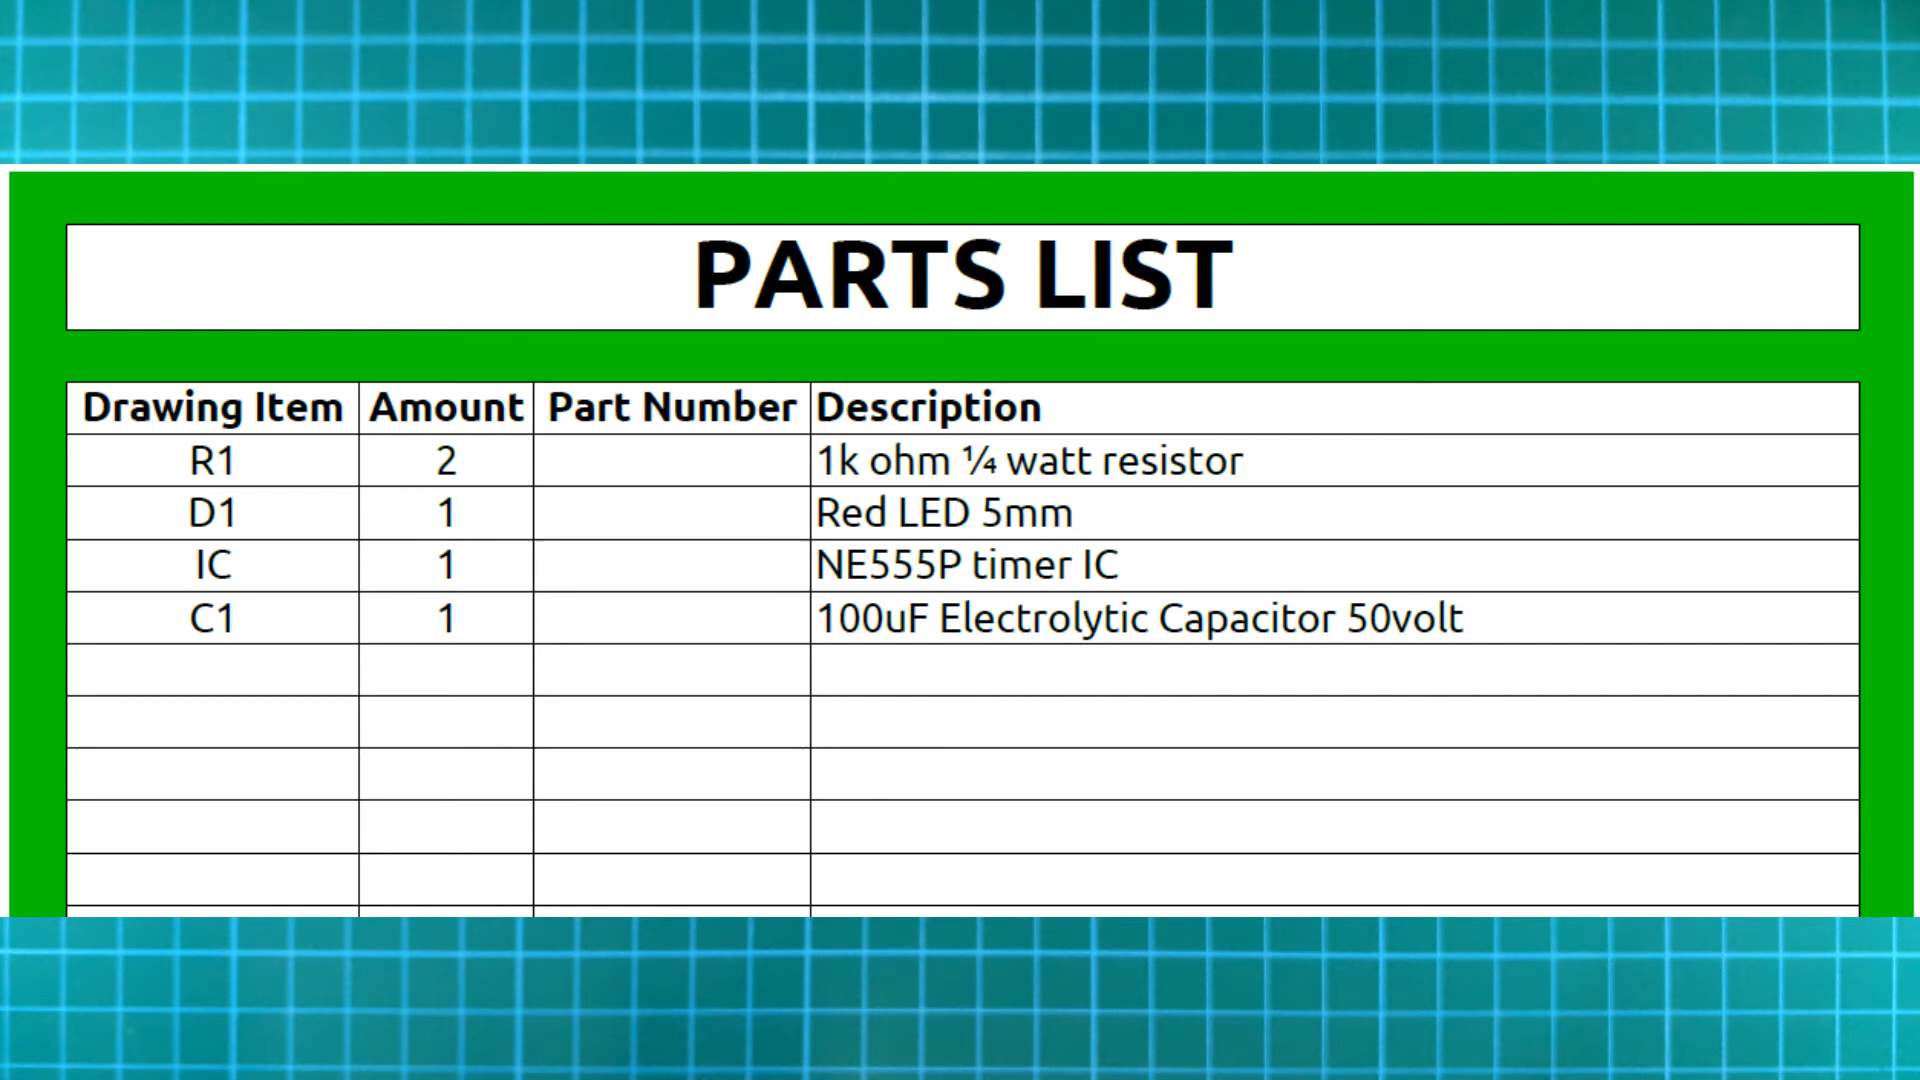 PARTS LIST
Drawing Item Amount Part Number Description
R1 2 1k ohm ¼ watt resistor
D1 1 Red LED 5mm
IC 1 NE555P timer IC
C1 1 100uF Electrolytic Capacitor 50volt